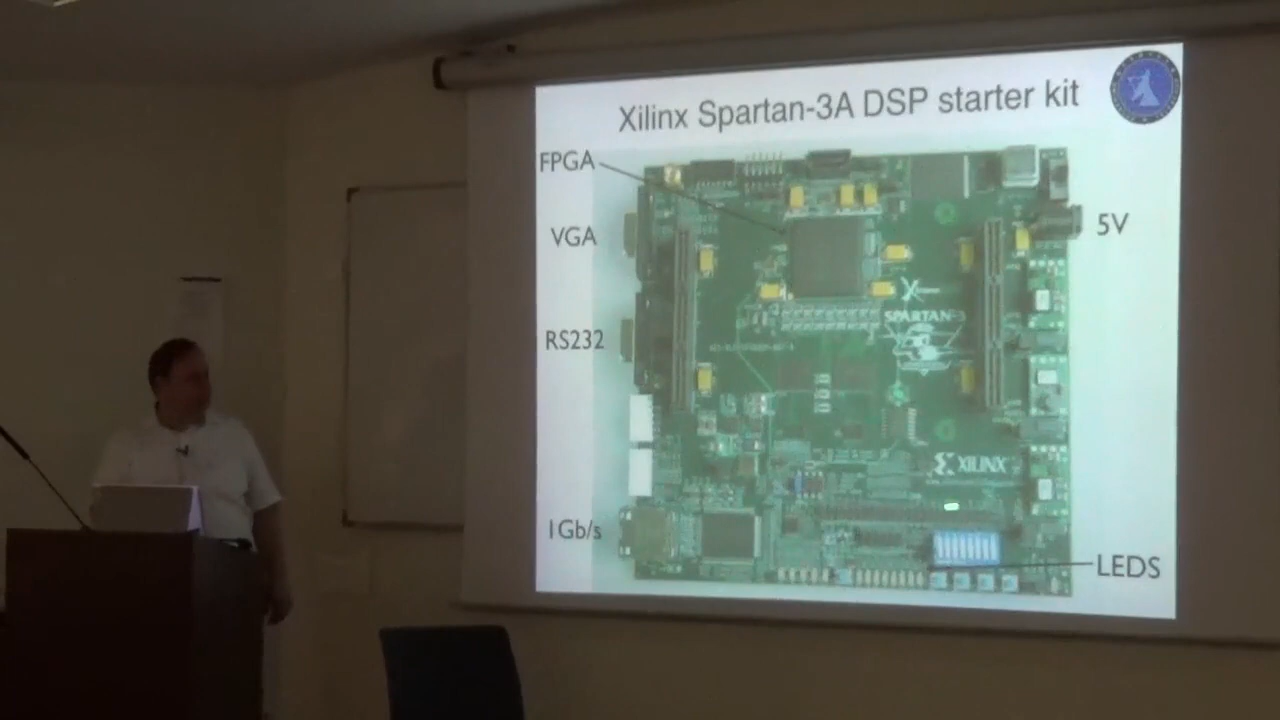 Xilinx Spartan-3A DSP starter kit
FPGA
VGA
5V
RS232
SPARTAN-3
XILINX
1Gb/s
LEDS